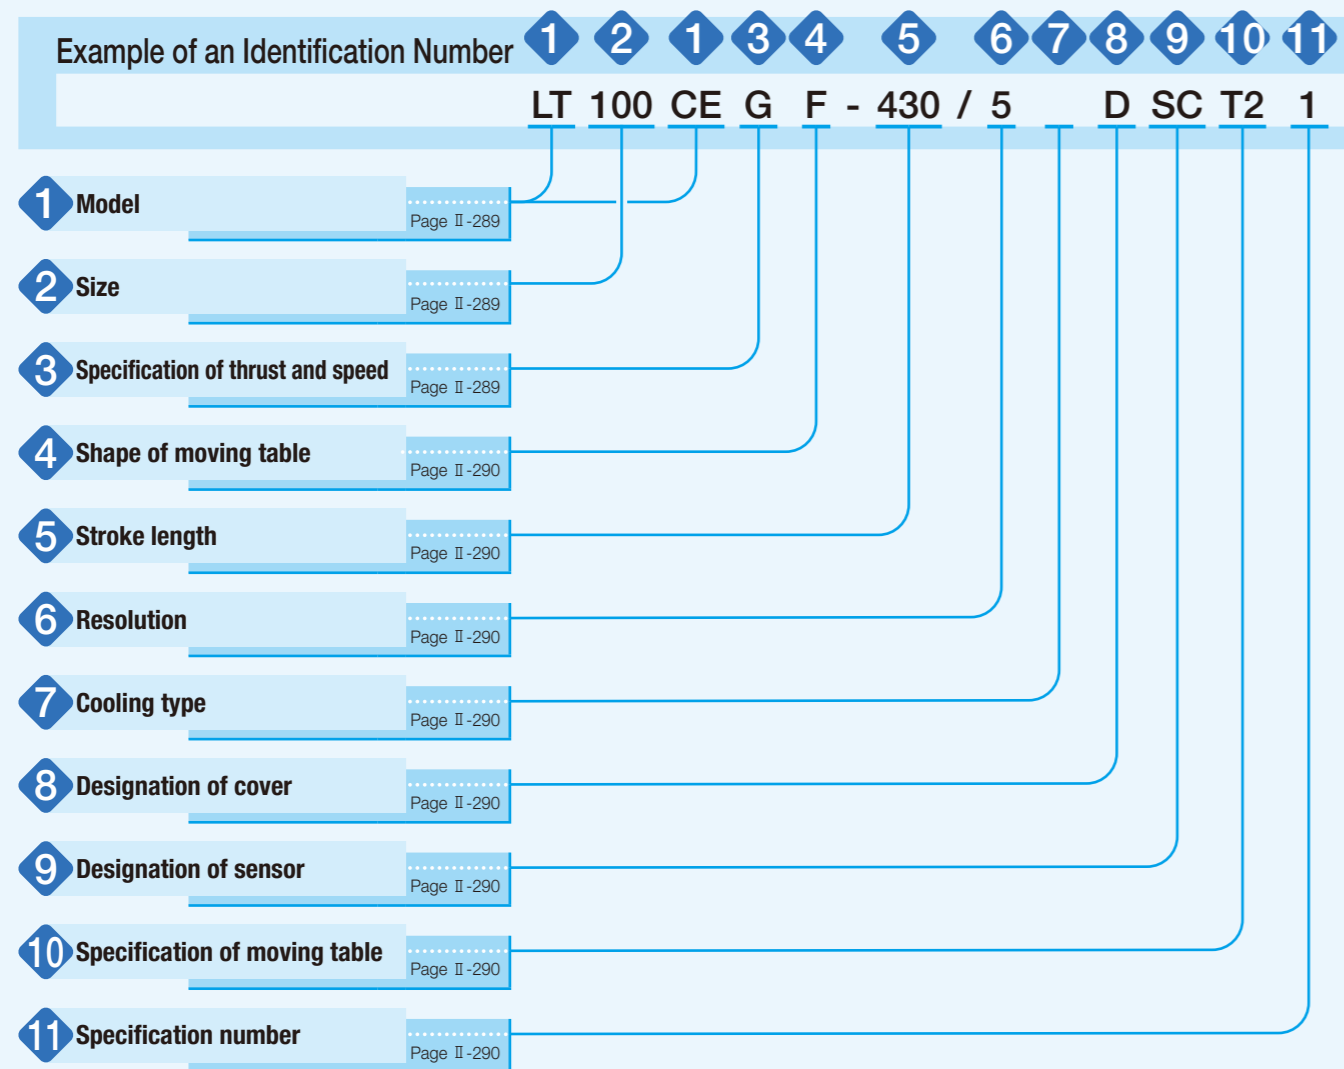 Example of an Identification Number 1 2 1 3 4 5 6 7 8 9 10 11
LT 100 CE G F - 430 / 5 D SC T2 1
1 Model Page Ⅱ-289
2 Size Page Ⅱ-289
3 Specification of thrust and speed Page Ⅱ-289
4 Shape of moving table Page Ⅱ-290
5 Stroke length Page Ⅱ-290
6 Resolution Page Ⅱ-290
7 Cooling type Page Ⅱ-290
8 Designation of cover Page Ⅱ-290
9 Designation of sensor Page Ⅱ-290
10 Specification of moving table Page Ⅱ-290
11 Specification number Page Ⅱ-290